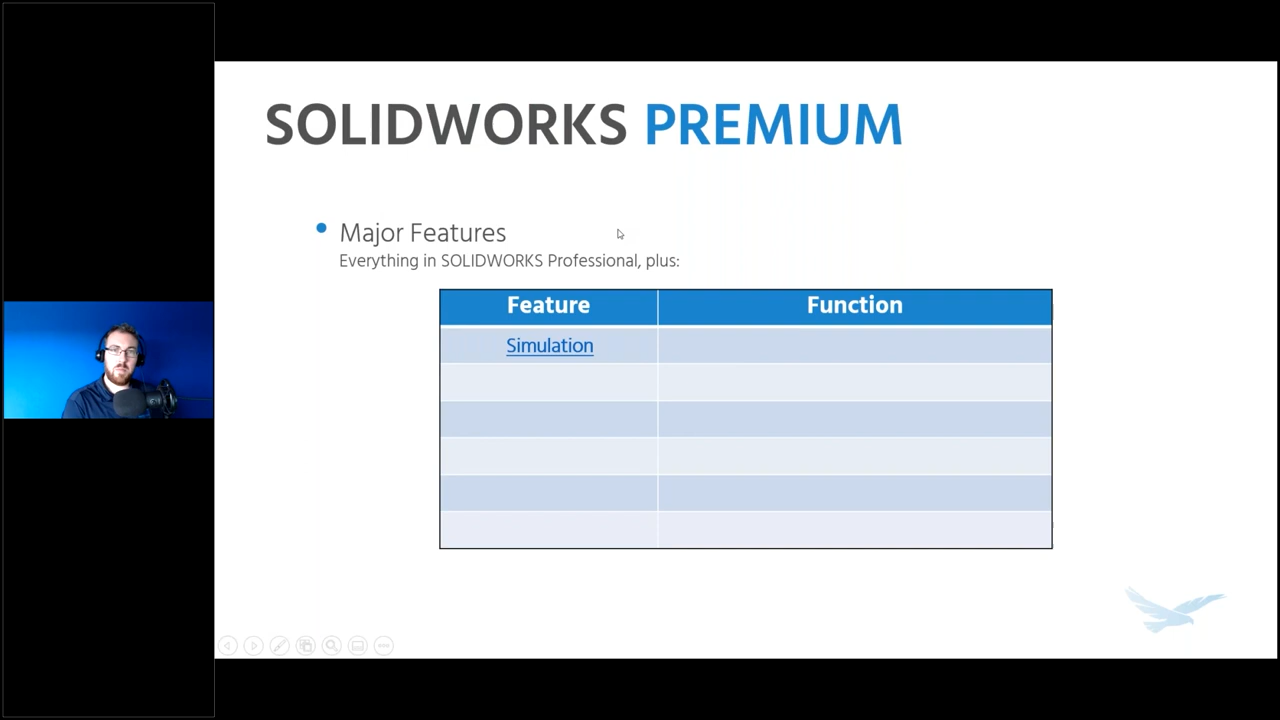 SOLIDWORKS PREMIUM
• Major Features
Everything in SOLIDWORKS Professional, plus:
Feature Function
Simulation